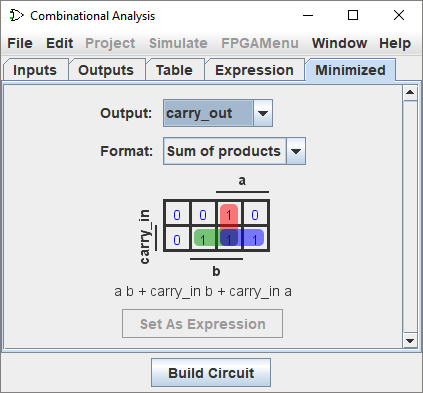 Combinational Analysis
File Edit Project Simulate FPGAMenu Window Help
Inputs Outputs Table Expression Minimized
Output: carry_out
Format: Sum of products
a
carry_in
0 0 1 0
0 1 1 1
b
a b + carry_in b + carry_in a
Set As Expression
Build Circuit